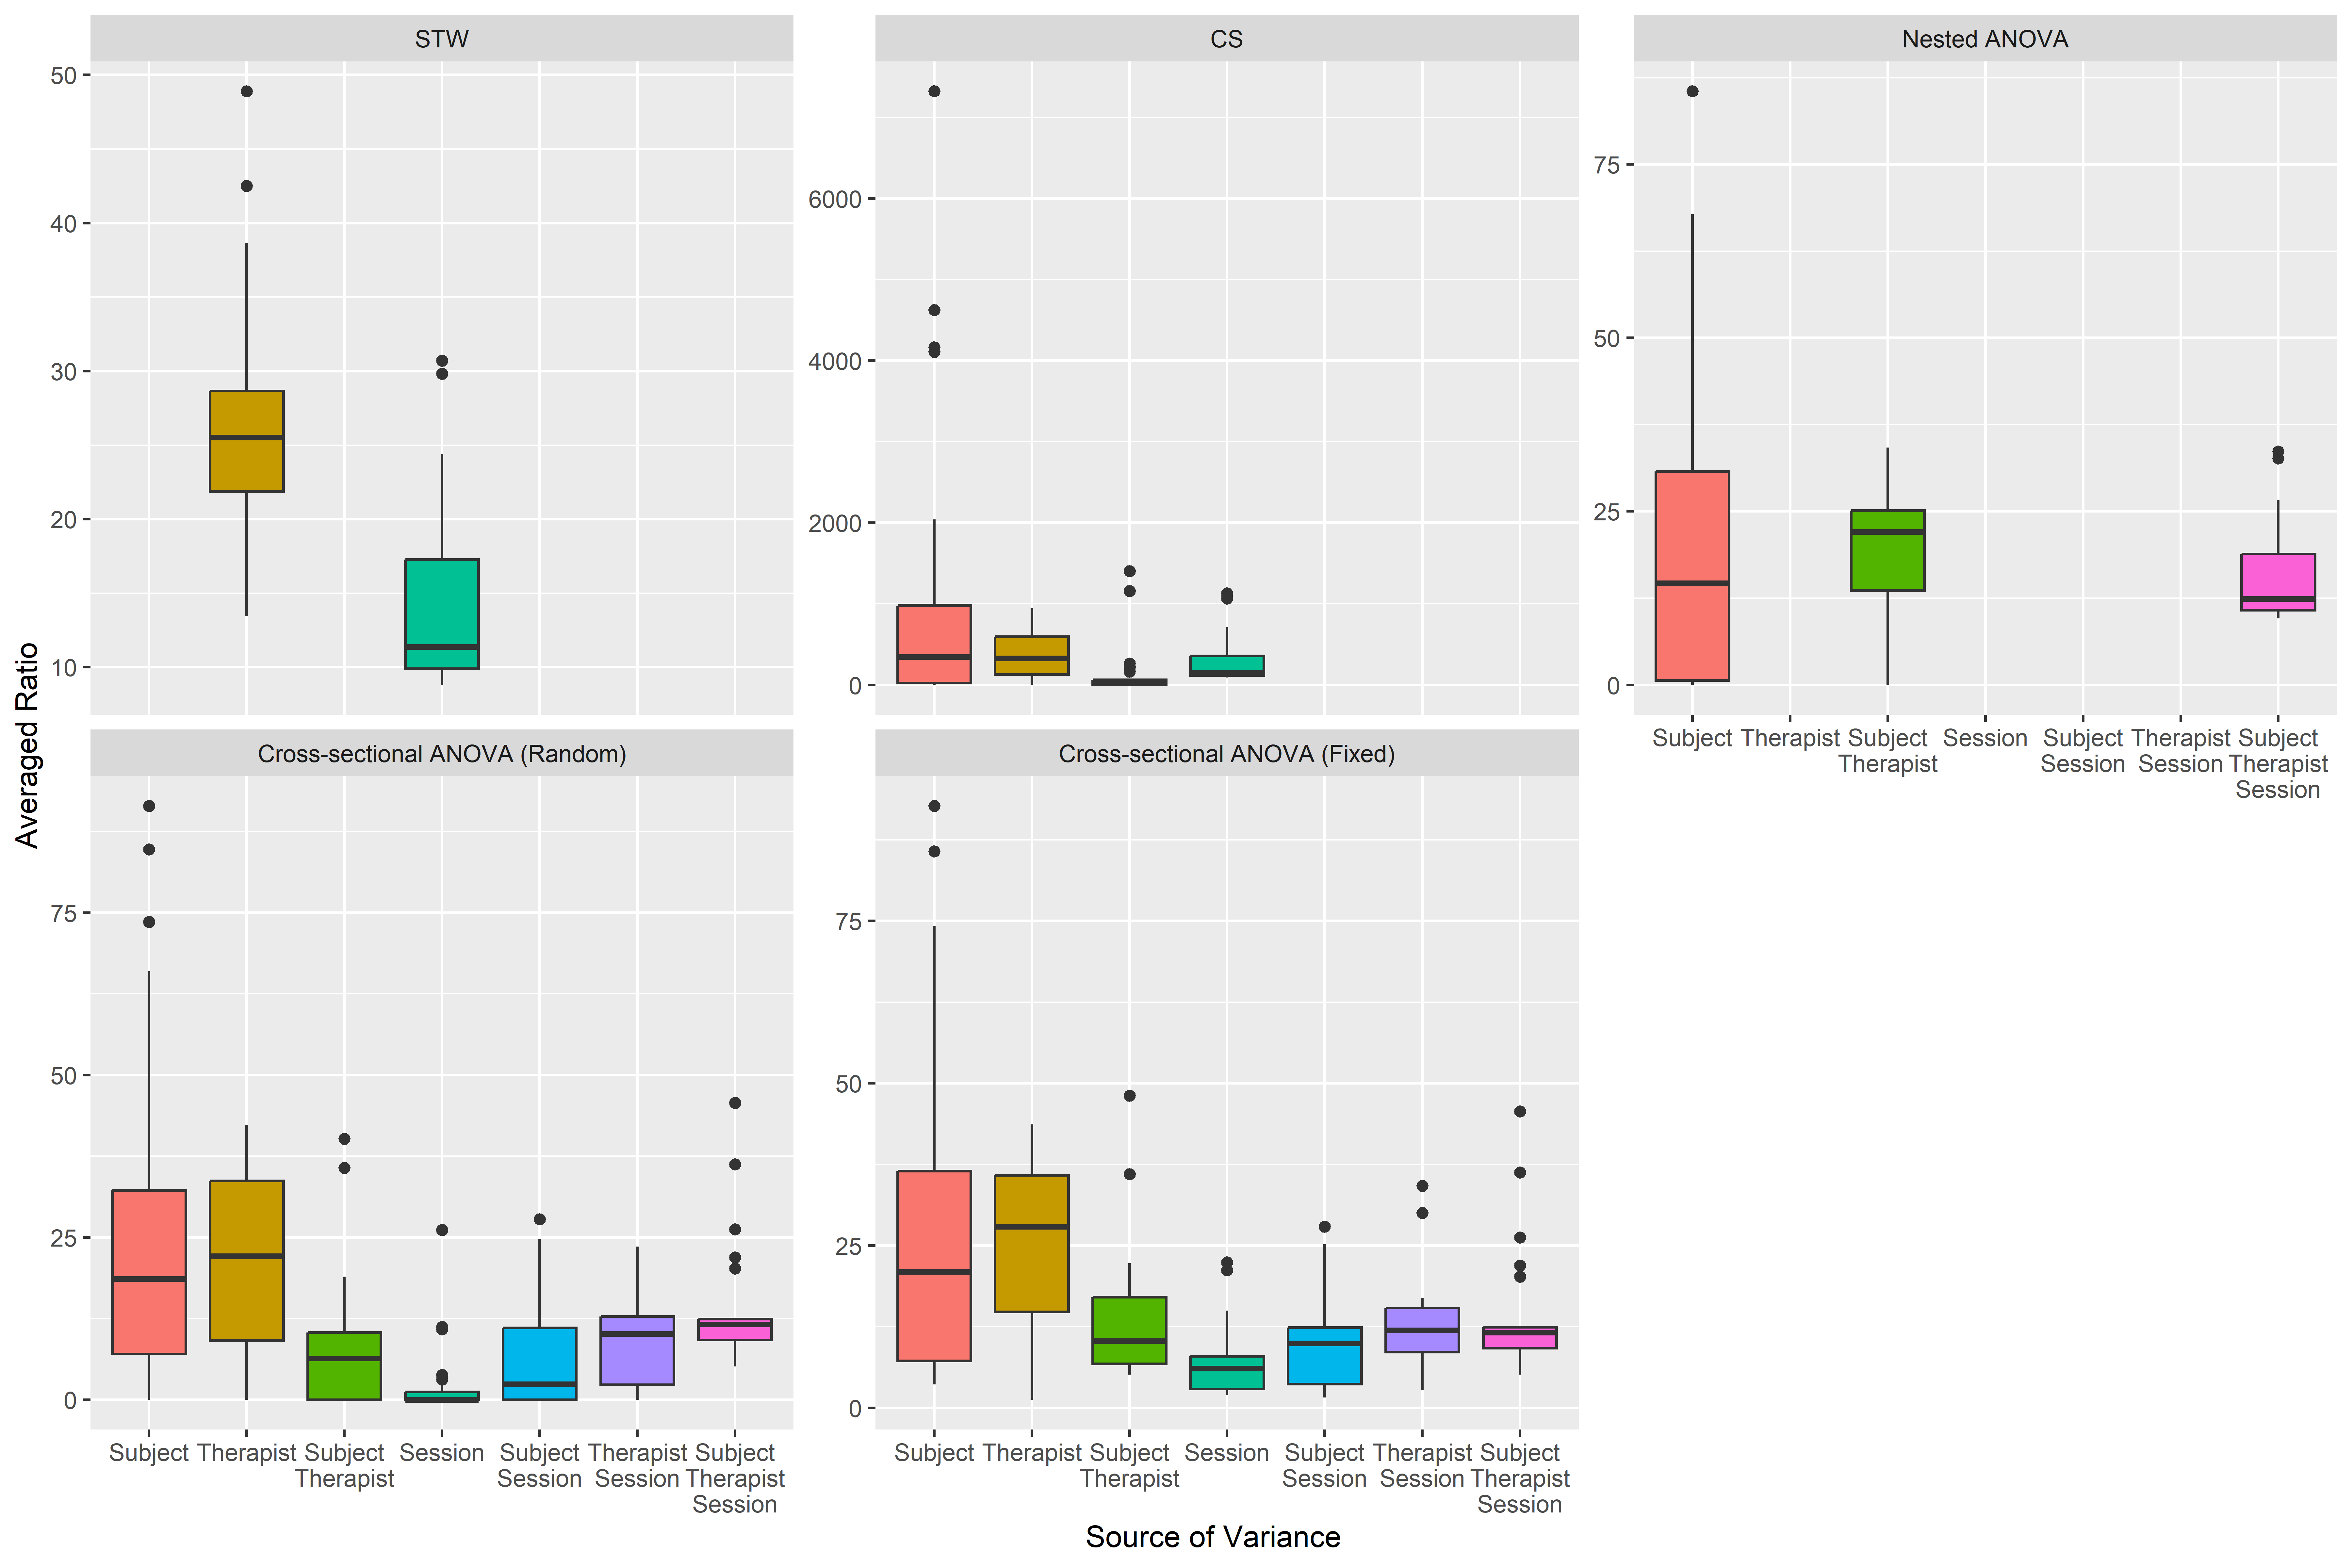 STW
CS
Nested ANOVA
50
40
30
20
10
6000
4000
2000
0
75
50
25
0
Subject Therapist Subject Session Subject Therapist Subject
Therapist Session Session Therapist
Session
Averaged Ratio
Cross-sectional ANOVA (Random)
Cross-sectional ANOVA (Fixed)
75
50
25
0
75
50
25
0
Subject Therapist Subject Session Subject Therapist Subject
Therapist Session Session Therapist
Session
Subject Therapist Subject Session Subject Therapist Subject
Therapist Session Session Therapist
Session
Source of Variance